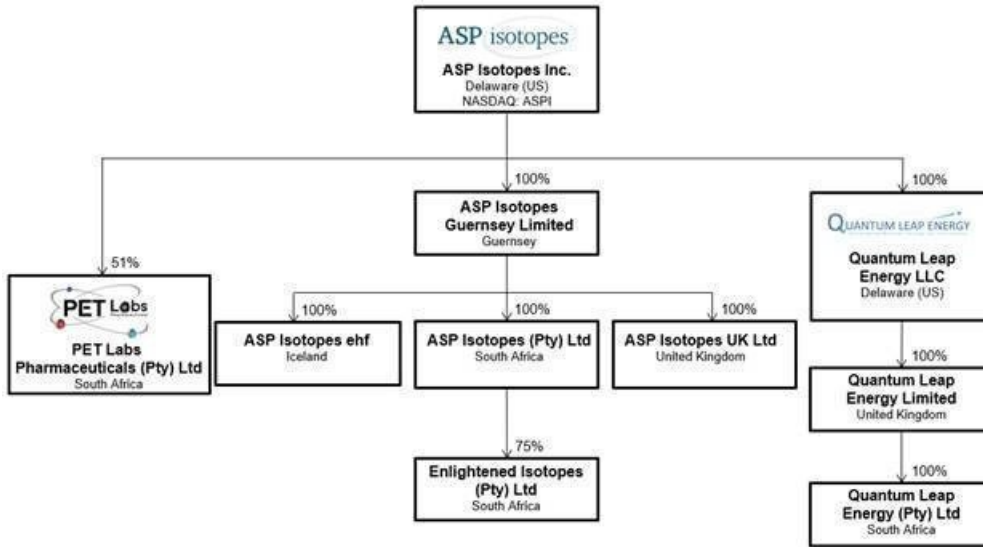 ASP isotopes
ASP Isotopes Inc.
Delaware (US)
NASDAQ: ASPI
100%
ASP Isotopes
Guernsey Limited
Guernsey
100%
QUANTUM LEAP ENERGY
Quantum Leap
Energy LLC
Delaware (US)
51%
PET Labs
PET Labs
Pharmaceuticals (Pty) Ltd
South Africa
100%
ASP Isotopes ehf
Iceland
100%
ASP Isotopes (Pty) Ltd
South Africa
100%
ASP Isotopes UK Ltd
United Kingdom
100%
Quantum Leap
Energy Limited
United Kingdom
75%
Enlightened Isotopes
(Pty) Ltd
South Africa
100%
Quantum Leap
Energy (Pty) Ltd
South Africa